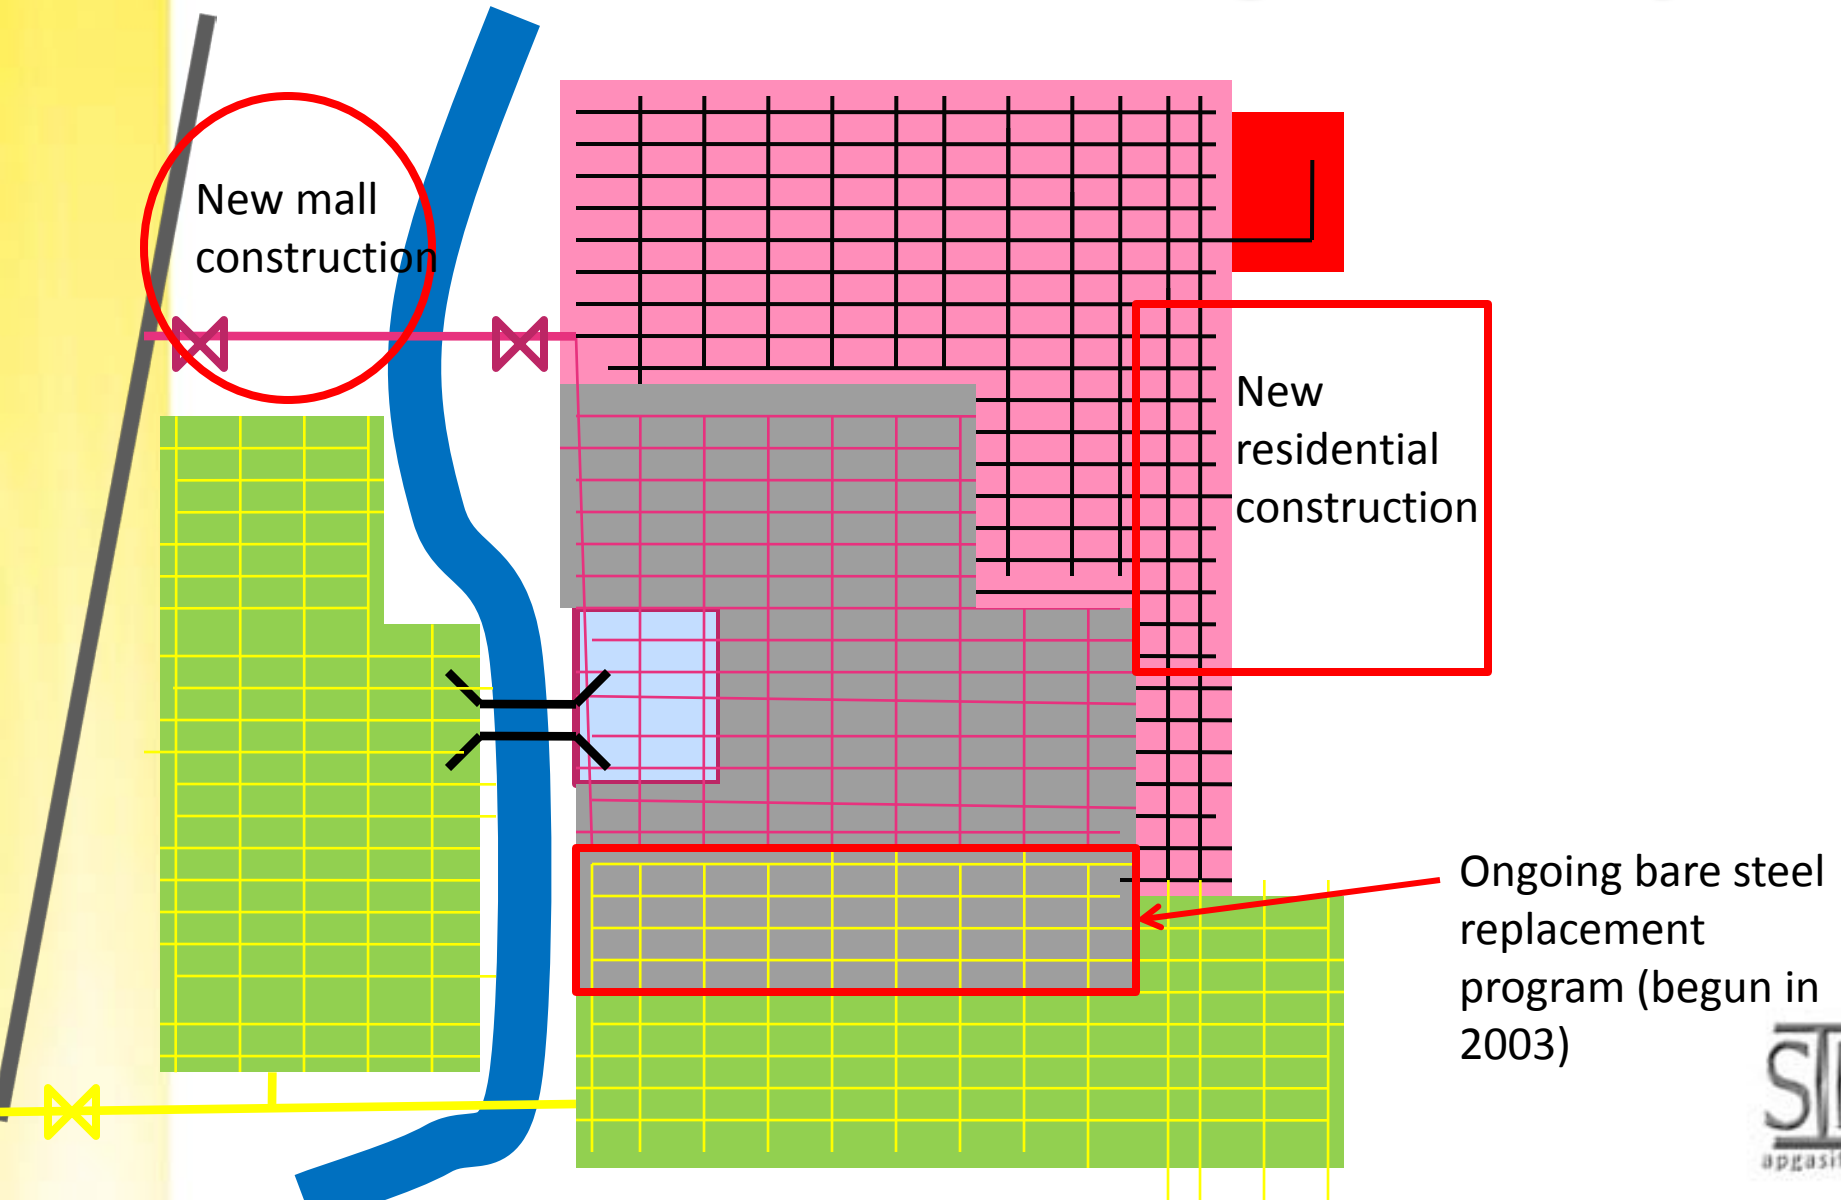 New mall
construction
New
residential
construction
Ongoing bare steel
replacement
program (begun in
2003)